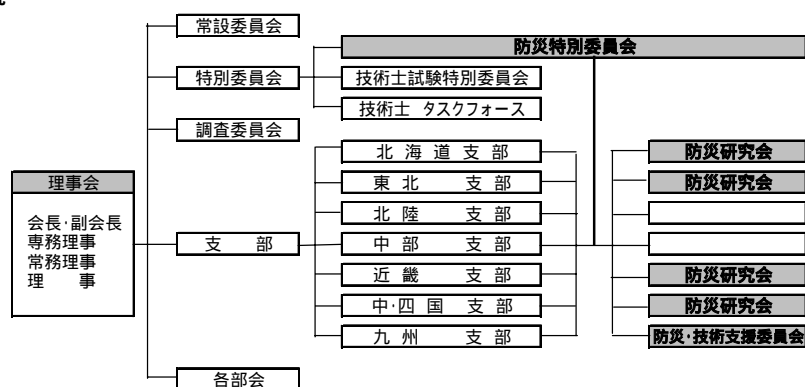 常設委員会
防災特別委員会
特別委員会
技術士試験特別委員会
技術士 タスクフォース
調査委員会
理事会
会長・副会長
専務理事
常務理事
理 事
支 部
北 海 道 支 部
東 北 支 部
北 陸 支 部
中 部 支 部
近 畿 支 部
中・四 国 支 部
九 州 支 部
防災研究会
防災研究会
防災研究会
防災研究会
防災・技術支援委員会
各部会